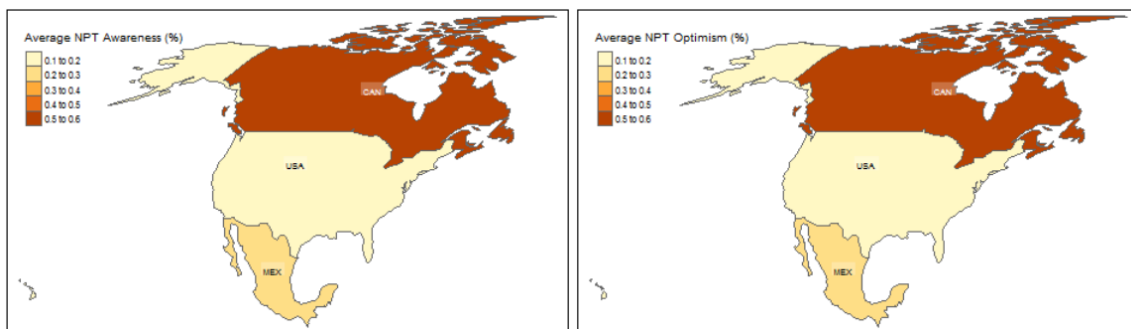 Average NPT Awareness (%)
0.1 to 0.2
0.2 to 0.3
0.3 to 0.4
0.4 to 0.5
0.5 to 0.6
CAN
USA
MEX
Average NPT Optimism (%)
0.1 to 0.2
0.2 to 0.3
0.3 to 0.4
0.4 to 0.5
0.5 to 0.6
CAN
USA
MEX